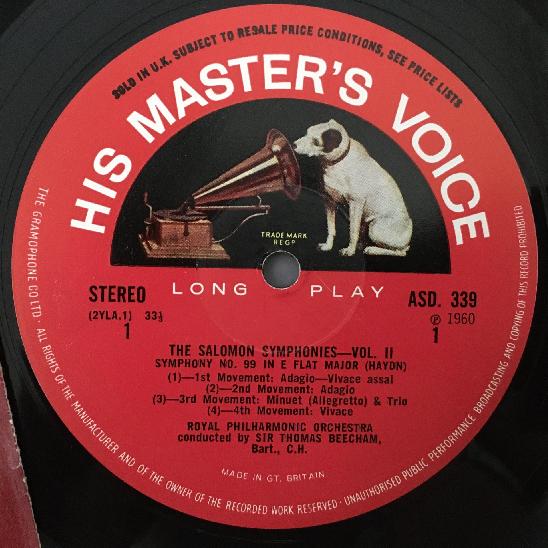 SOLD IN U.K. SUBJECT TO RESALE PRICE CONDITIONS, SEE PRICE LISTS
HIS MASTER'S VOICE
TRADE MARK
REGD
LONG PLAY
STEREO
ASD. 339
(2YLA.1) 33⅓
℗ 1960
1
1
THE SALOMON SYMPHONIES—VOL. II
SYMPHONY NO. 99 IN E FLAT MAJOR (HAYDN)
(1)—1st Movement: Adagio—Vivace assai
(2)—2nd Movement: Adagio
(3)—3rd Movement: Minuet (Allegretto) & Trio
(4)—4th Movement: Vivace
ROYAL PHILHARMONIC ORCHESTRA
conducted by SIR THOMAS BEECHAM,
Bart., C.H.
MADE IN GT. BRITAIN
THE GRAMOPHONE CO LTD. · ALL RIGHTS OF THE MANUFACTURER AND OF THE OWNER OF THE RECORDED WORK RESERVED · UNAUTHORISED PUBLIC PERFORMANCE BROADCASTING AND COPYING OF THIS RECORD PROHIBITED